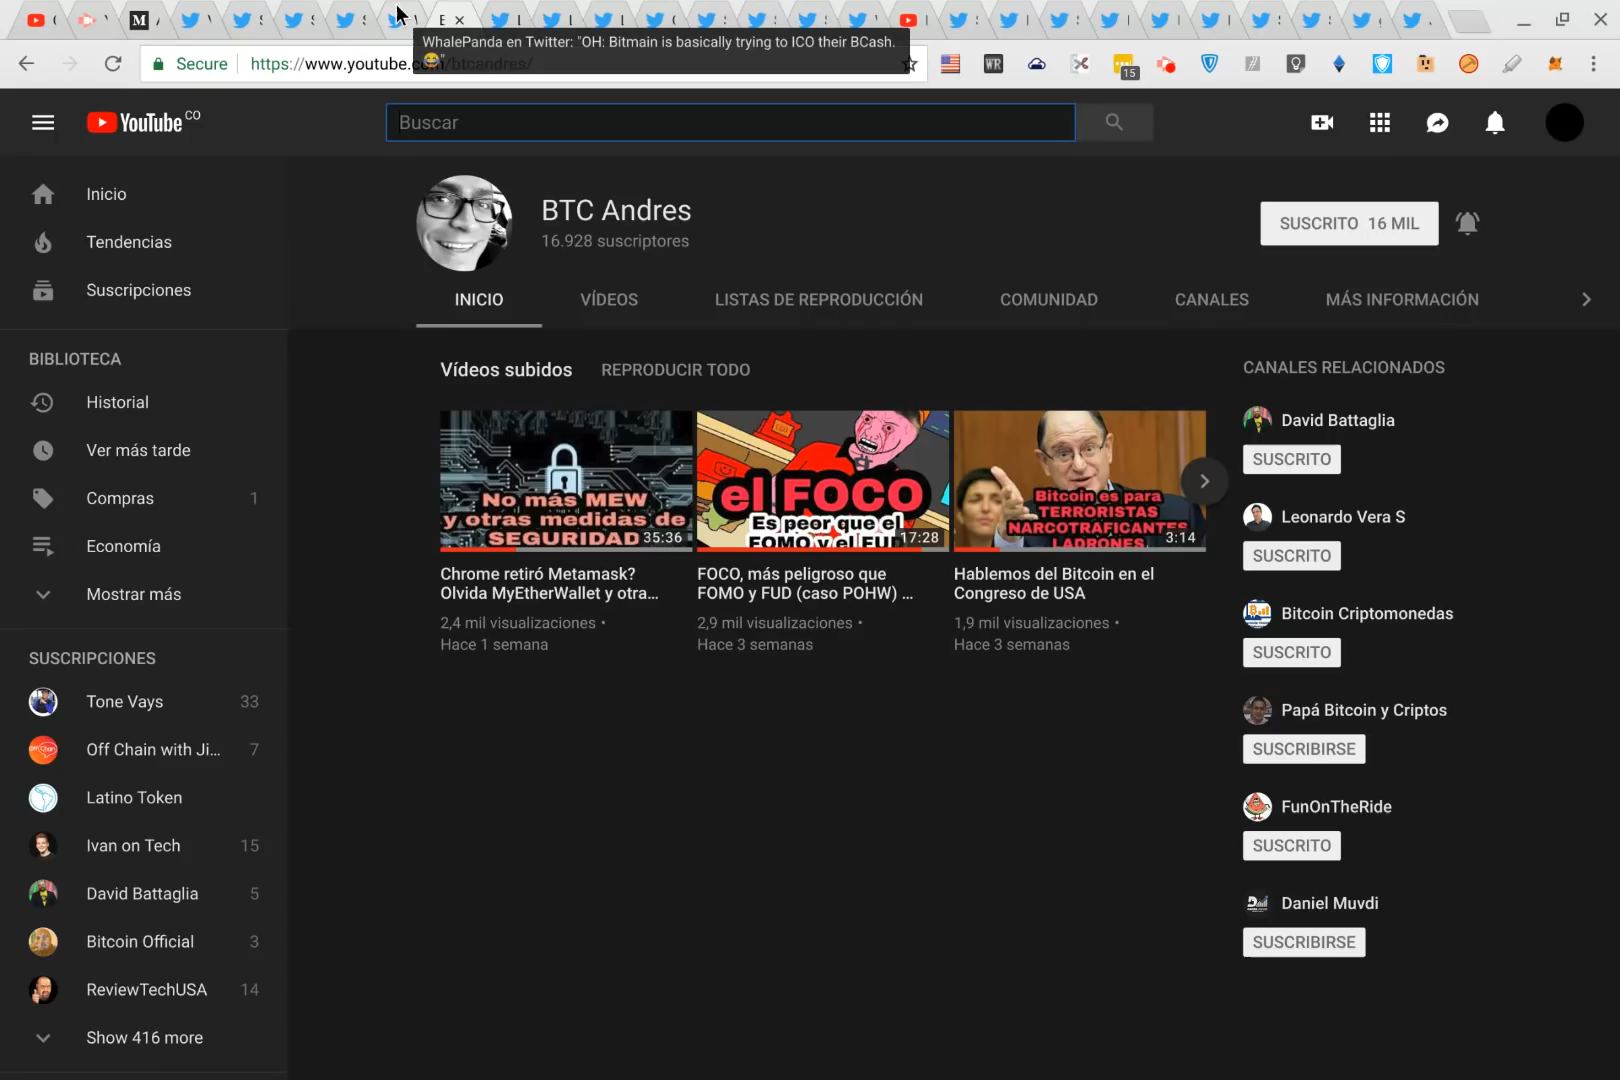 WhalePanda en Twitter: "OH: Bitmain is basically trying to ICO their BCash.
😂"
Secure
https://www.youtube.com/btcandres/
WR
15
YouTube CO
Buscar
Inicio
Tendencias
Suscripciones
BIBLIOTECA
Historial
Ver más tarde
Compras 1
Economía
Mostrar más
SUSCRIPCIONES
Tone Vays 33
Off Chain with Ji... 7
Latino Token
Ivan on Tech 15
David Battaglia 5
Bitcoin Official 3
ReviewTechUSA 14
Show 416 more
BTC Andres
16.928 suscriptores
SUSCRITO 16 MIL
INICIO
VÍDEOS
LISTAS DE REPRODUCCIÓN
COMUNIDAD
CANALES
MÁS INFORMACIÓN
Vídeos subidos
REPRODUCIR TODO
No más MEW
y otras medidas de
SEGURIDAD
35:36
Chrome retiró Metamask?
Olvida MyEtherWallet y otra...
2,4 mil visualizaciones •
Hace 1 semana
el FOCO
Es peor que el
FOMO y el FUD
17:28
FOCO, más peligroso que
FOMO y FUD (caso POHW) ...
2,9 mil visualizaciones •
Hace 3 semanas
Bitcoin es para
TERRORISTAS
NARCOTRAFICANTES
LADRONES
3:14
Hablemos del Bitcoin en el
Congreso de USA
1,9 mil visualizaciones •
Hace 3 semanas
CANALES RELACIONADOS
David Battaglia
SUSCRITO
Leonardo Vera S
SUSCRITO
Bitcoin Criptomonedas
SUSCRITO
Papá Bitcoin y Criptos
SUSCRIBIRSE
FunOnTheRide
SUSCRITO
Daniel Muvdi
SUSCRIBIRSE